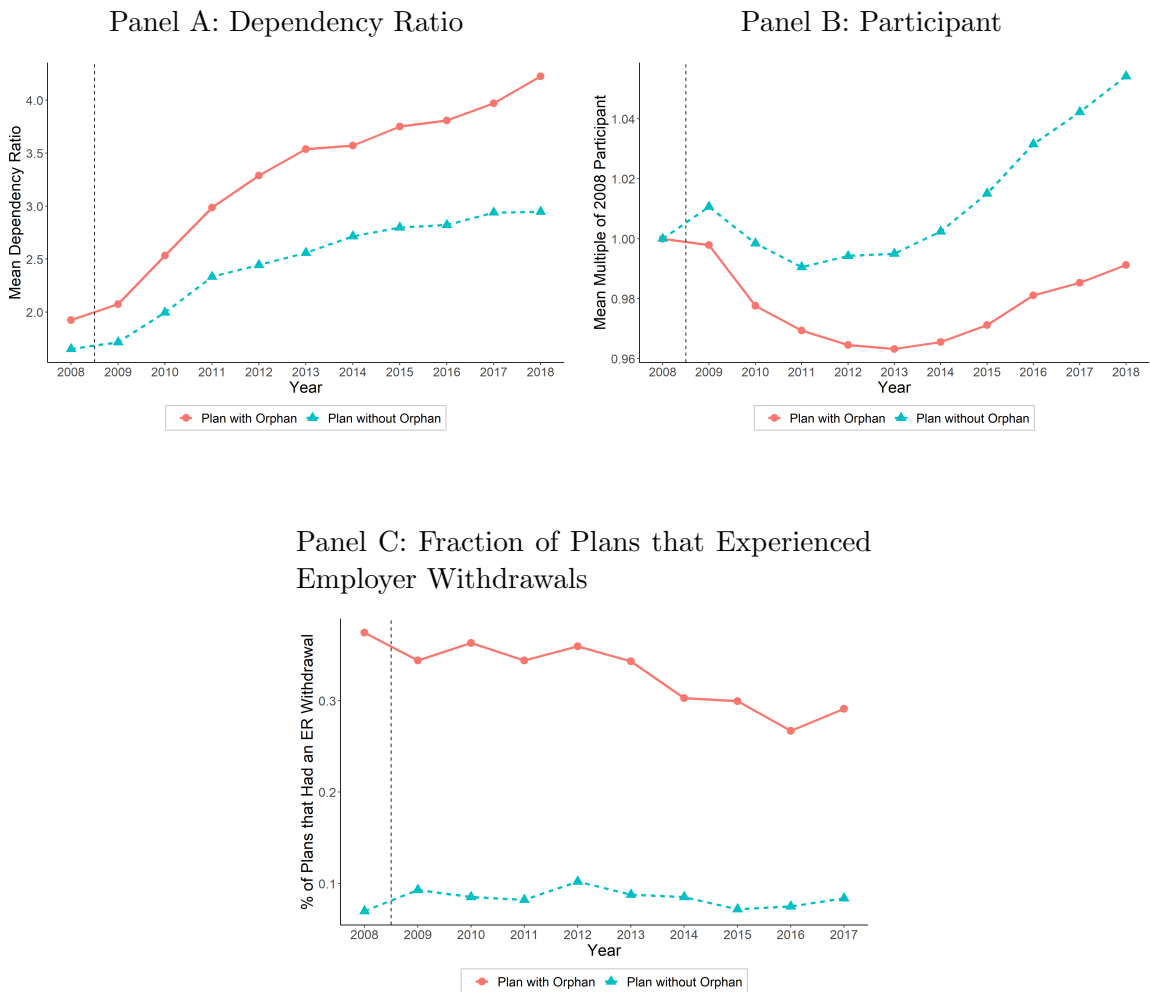 Panel A: Dependency Ratio
Mean Dependency Ratio
4.0
3.5
3.0
2.5
2.0
2008 2009 2010 2011 2012 2013 2014 2015 2016 2017 2018
Year
Plan with Orphan Plan without Orphan
Panel B: Participant
Mean Multiple of 2008 Participant
1.04
1.02
1.00
0.98
0.96
2008 2009 2010 2011 2012 2013 2014 2015 2016 2017 2018
Year
Plan with Orphan Plan without Orphan
Panel C: Fraction of Plans that Experienced
Employer Withdrawals
% of Plans that Had an ER Withdrawal
0.3
0.2
0.1
2008 2009 2010 2011 2012 2013 2014 2015 2016 2017
Year
Plan with Orphan Plan without Orphan